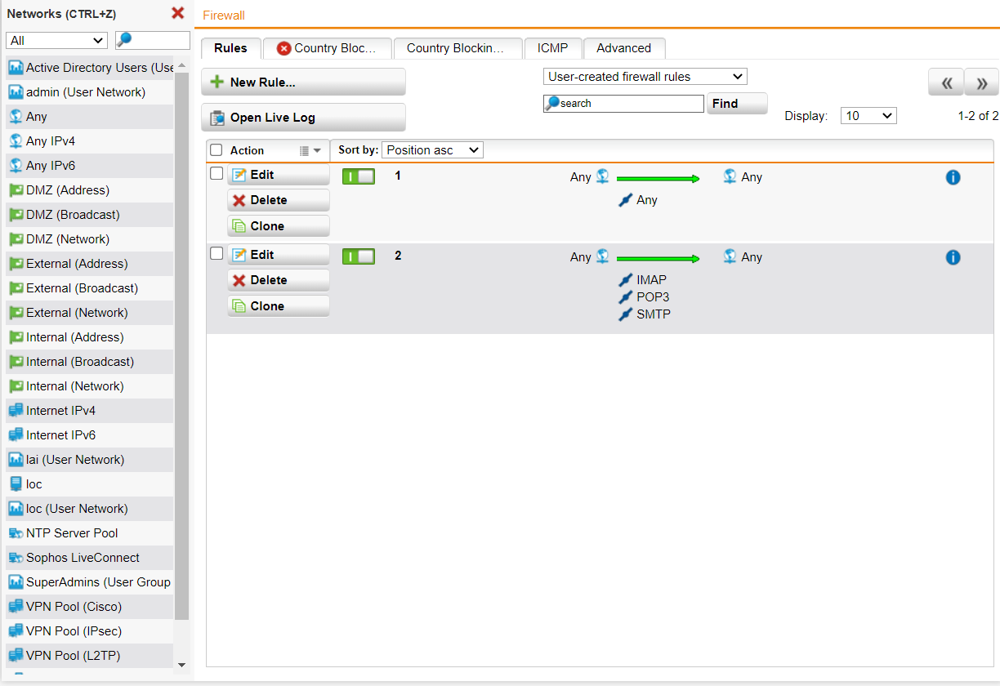 Networks (CTRL+Z)
All
Active Directory Users (Use
admin (User Network)
Any
Any IPv4
Any IPv6
DMZ (Address)
DMZ (Broadcast)
DMZ (Network)
External (Address)
External (Broadcast)
External (Network)
Internal (Address)
Internal (Broadcast)
Internal (Network)
Internet IPv4
Internet IPv6
lai (User Network)
loc
loc (User Network)
NTP Server Pool
Sophos LiveConnect
SuperAdmins (User Group
VPN Pool (Cisco)
VPN Pool (IPsec)
VPN Pool (L2TP)
Firewall
Rules Country Bloc... Country Blockin... ICMP Advanced
New Rule...
Open Live Log
User-created firewall rules
search Find
Display: 10 1-2 of 2
Action Sort by: Position asc
Edit 1 Any Any
Delete Any
Clone
Edit 2 Any Any
Delete IMAP
POP3
Clone SMTP